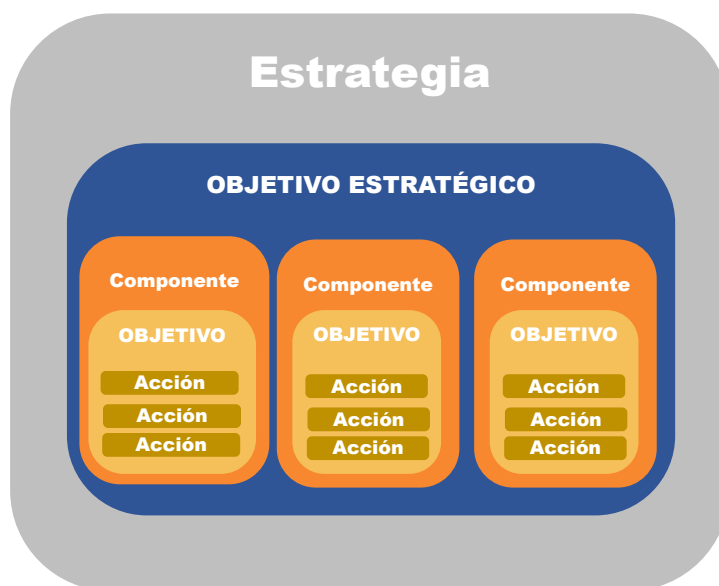 Estrategia
OBJETIVO ESTRATÉGICO
Componente
OBJETIVO
Acción
Acción
Acción
Componente
OBJETIVO
Acción
Acción
Acción
Componente
OBJETIVO
Acción
Acción
Acción